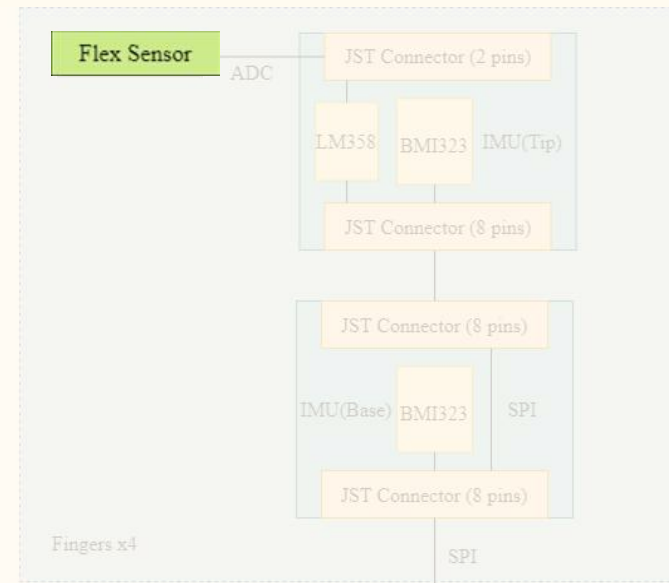 Flex Sensor
ADC
JST Connector (2 pins)
LM358
BMI323
IMU(Tip)
JST Connector (8 pins)
JST Connector (8 pins)
IMU(Base)
BMI323
SPI
JST Connector (8 pins)
Fingers x4
SPI